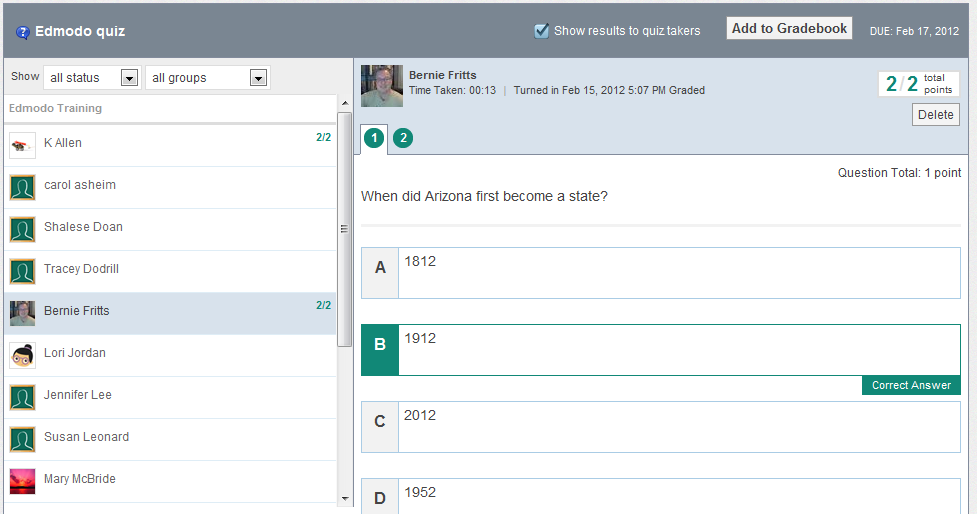 Edmodo quiz
Show results to quiz takers
Add to Gradebook
DUE: Feb 17, 2012
Show all status all groups
Edmodo Training
K Allen 2/2
carol asheim
Shalese Doan
Tracey Dodrill
Bernie Fritts 2/2
Lori Jordan
Jennifer Lee
Susan Leonard
Mary McBride
Bernie Fritts
Time Taken: 00:13 | Turned in Feb 15, 2012 5:07 PM Graded
2/2 total points
Delete
1 2
Question Total: 1 point
When did Arizona first become a state?
A 1812
B 1912
Correct Answer
C 2012
D 1952